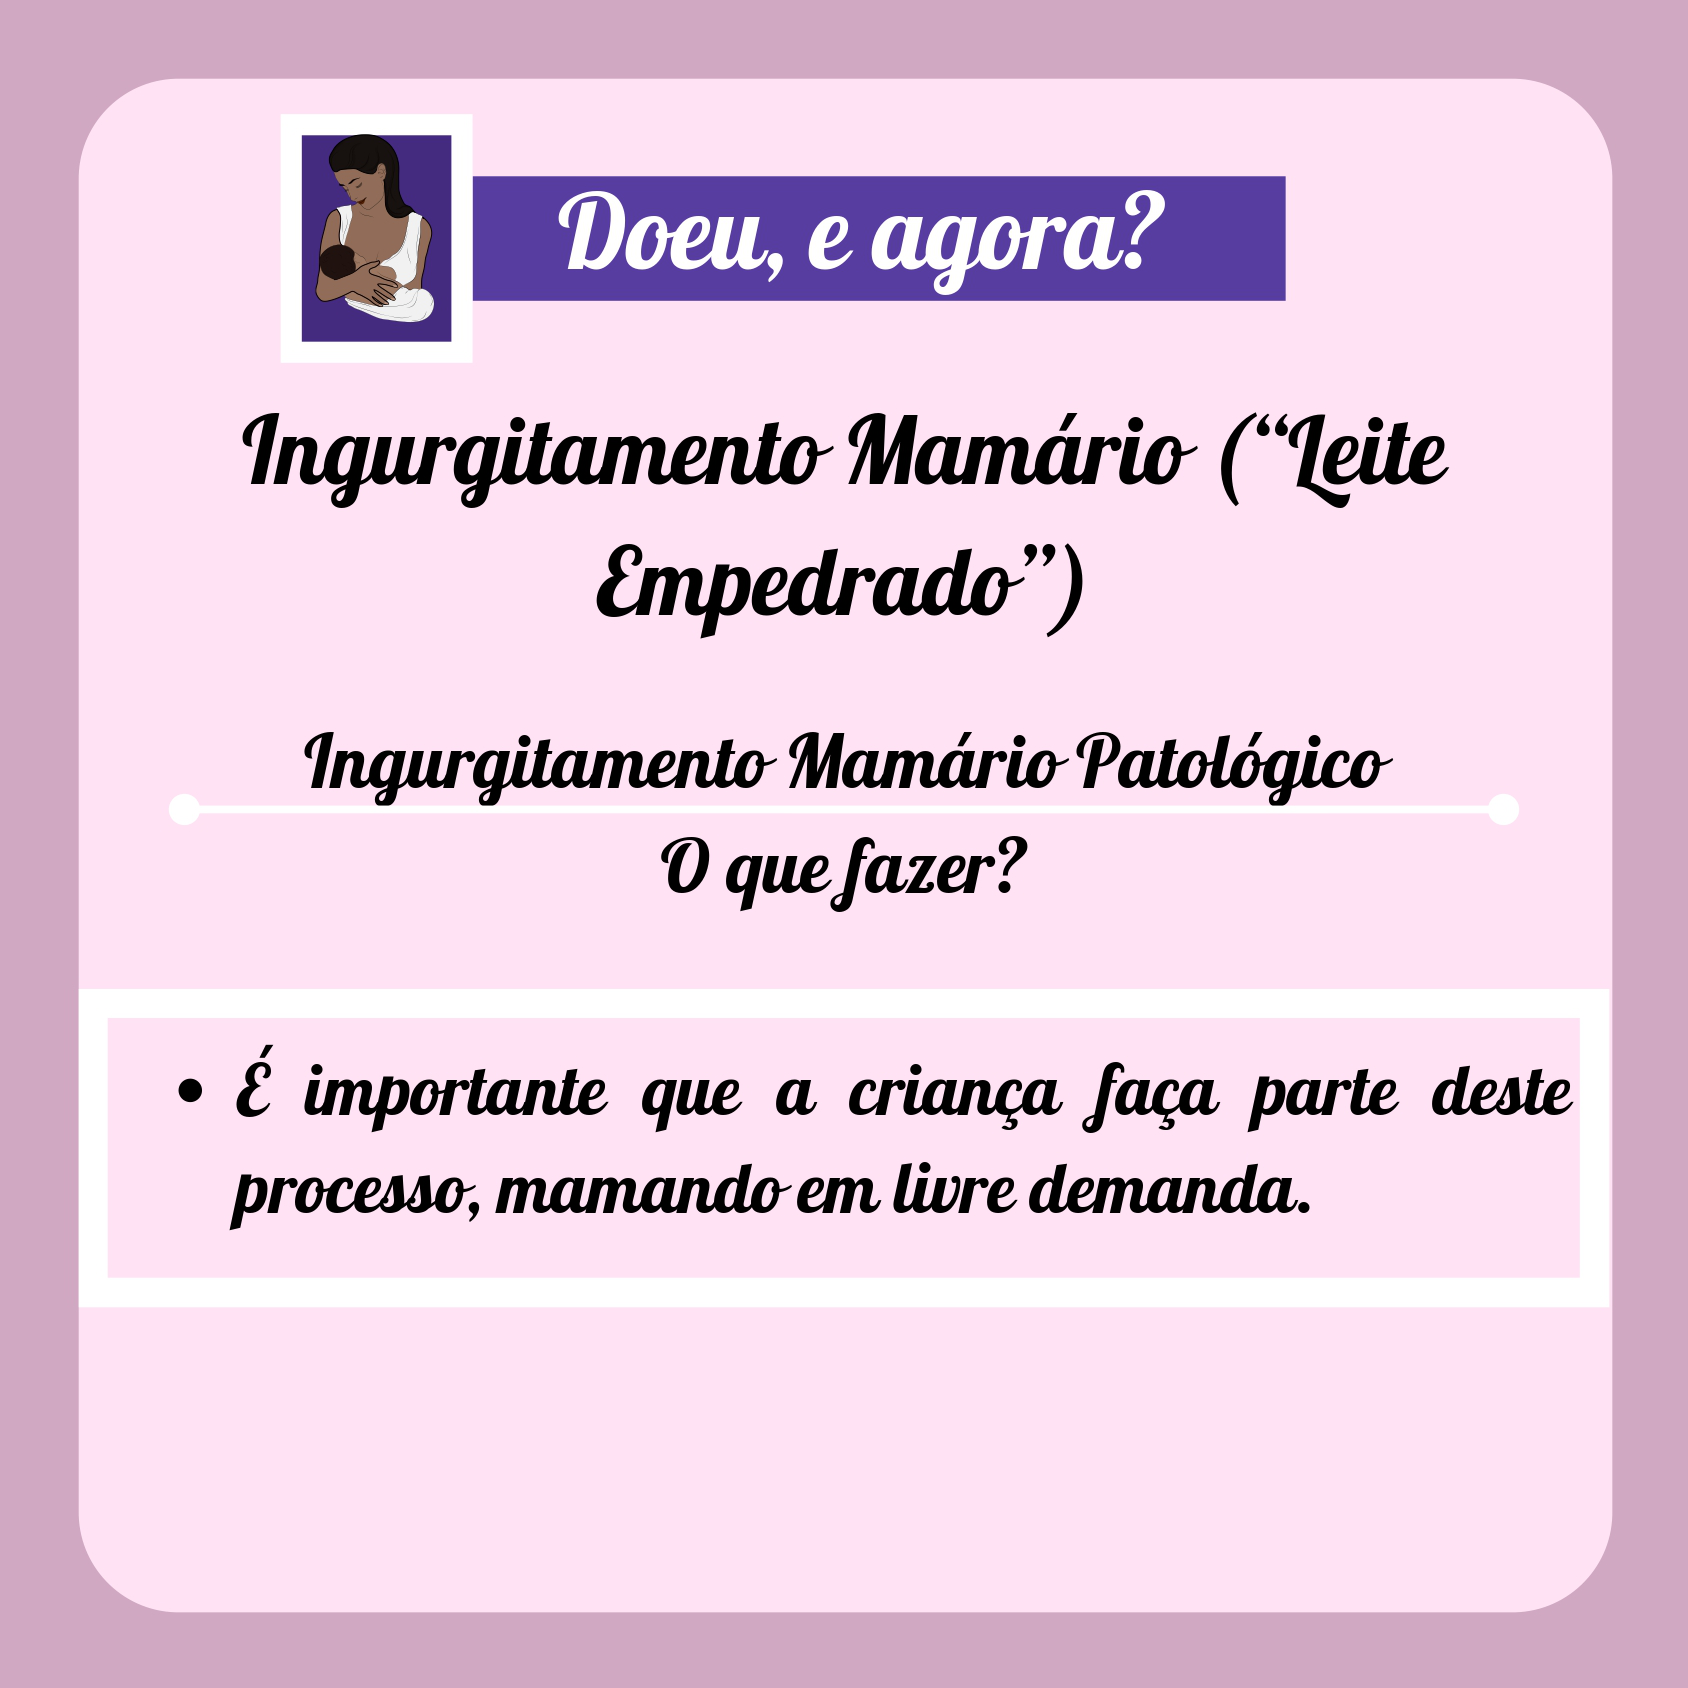 Doeu, e agora?
Ingurgitamento Mamário (“Leite
Empedrado”)
Ingurgitamento Mamário Patológico
O que fazer?
• É importante que a criança faça parte deste
processo, mamando em livre demanda.